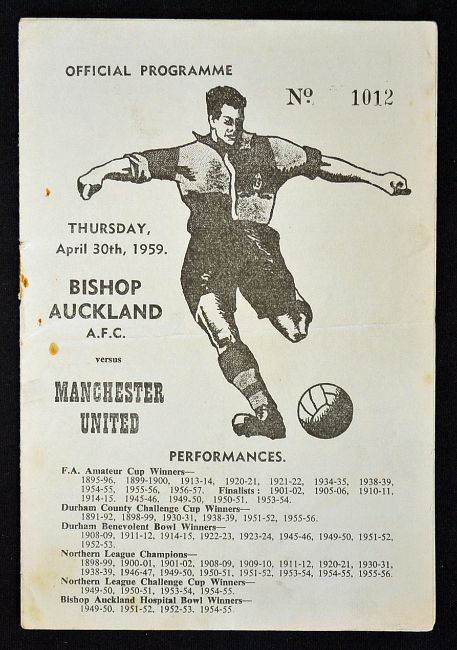 OFFICIAL PROGRAMME
Nº 1012
THURSDAY,
April 30th, 1959.
BISHOP
AUCKLAND
A.F.C.
versus
MANCHESTER
UNITED
PERFORMANCES.
F.A. Amateur Cup Winners—
1895-96, 1899-1900, 1913-14, 1920-21, 1921-22, 1934-35, 1938-39,
1954-55, 1955-56, 1956-57. Finalists: 1901-02, 1905-06, 1910-11,
1914-15, 1945-46, 1949-50, 1950-51, 1953-54.
Durham County Challenge Cup Winners—
1891-92, 1898-99, 1930-31, 1938-39, 1951-52, 1955-56.
Durham Benevolent Bowl Winners—
1908-09, 1911-12, 1914-15, 1922-23, 1923-24, 1945-46, 1949-50, 1951-52,
1952-53.
Northern League Champions—
1898-99, 1900-01, 1901-02, 1908-09, 1909-10, 1911-12, 1920-21, 1930-31,
1938-39, 1946-47, 1949-50, 1950-51, 1951-52, 1953-54, 1954-55, 1955-56.
Northern League Challenge Cup Winners—
1949-50, 1950-51, 1953-54, 1954-55.
Bishop Auckland Hospital Bowl Winners—
1949-50, 1951-52, 1952-53, 1954-55